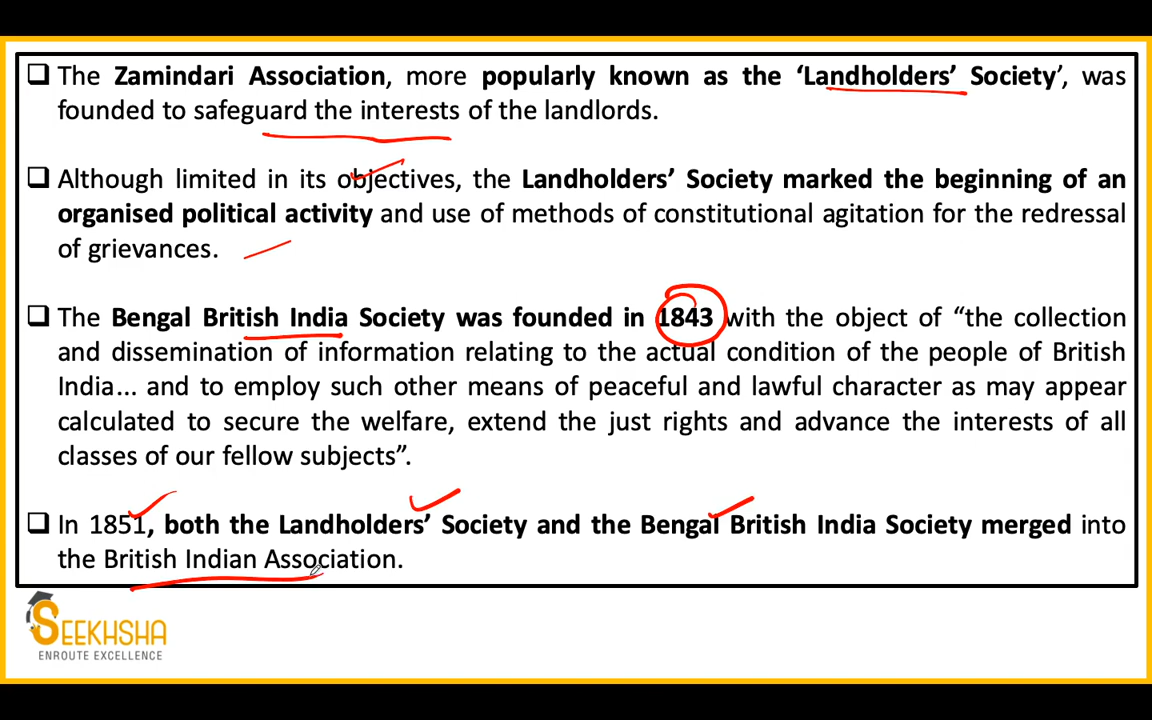 ❑ The Zamindari Association, more popularly known as the ‘Landholders’ Society’, was
founded to safeguard the interests of the landlords.
❑ Although limited in its objectives, the Landholders’ Society marked the beginning of an
organised political activity and use of methods of constitutional agitation for the redressal
of grievances.
❑ The Bengal British India Society was founded in 1843 with the object of “the collection
and dissemination of information relating to the actual condition of the people of British
India... and to employ such other means of peaceful and lawful character as may appear
calculated to secure the welfare, extend the just rights and advance the interests of all
classes of our fellow subjects”.
❑ In 1851, both the Landholders’ Society and the Bengal British India Society merged into
the British Indian Association.
SEEKHSHA
ENROUTE EXCELLENCE